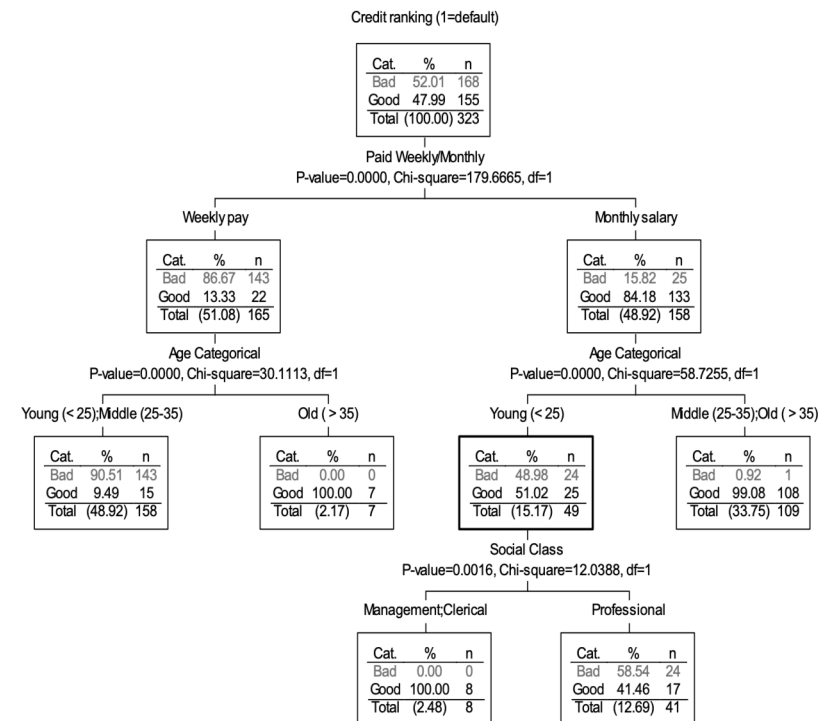 Credit ranking (1=default)
Cat. % n
Bad 52.01 168
Good 47.99 155
Total (100.00) 323
Paid Weekly/Monthly
P-value=0.0000, Chi-square=179.6665, df=1
Weekly pay
Cat. % n
Bad 86.67 143
Good 13.33 22
Total (51.08) 165
Monthly salary
Cat. % n
Bad 15.82 25
Good 84.18 133
Total (48.92) 158
Age Categorical
P-value=0.0000, Chi-square=30.1113, df=1
Age Categorical
P-value=0.0000, Chi-square=58.7255, df=1
Young (< 25);Middle (25-35)
Cat. % n
Bad 90.51 143
Good 9.49 15
Total (48.92) 158
Old ( > 35)
Cat. % n
Bad 0.00 0
Good 100.00 7
Total (2.17) 7
Young (< 25)
Cat. % n
Bad 48.98 24
Good 51.02 25
Total (15.17) 49
Middle (25-35);Old ( > 35)
Cat. % n
Bad 0.92 1
Good 99.08 108
Total (33.75) 109
Social Class
P-value=0.0016, Chi-square=12.0388, df=1
Management;Clerical
Cat. % n
Bad 0.00 0
Good 100.00 8
Total (2.48) 8
Professional
Cat. % n
Bad 58.54 24
Good 41.46 17
Total (12.69) 41